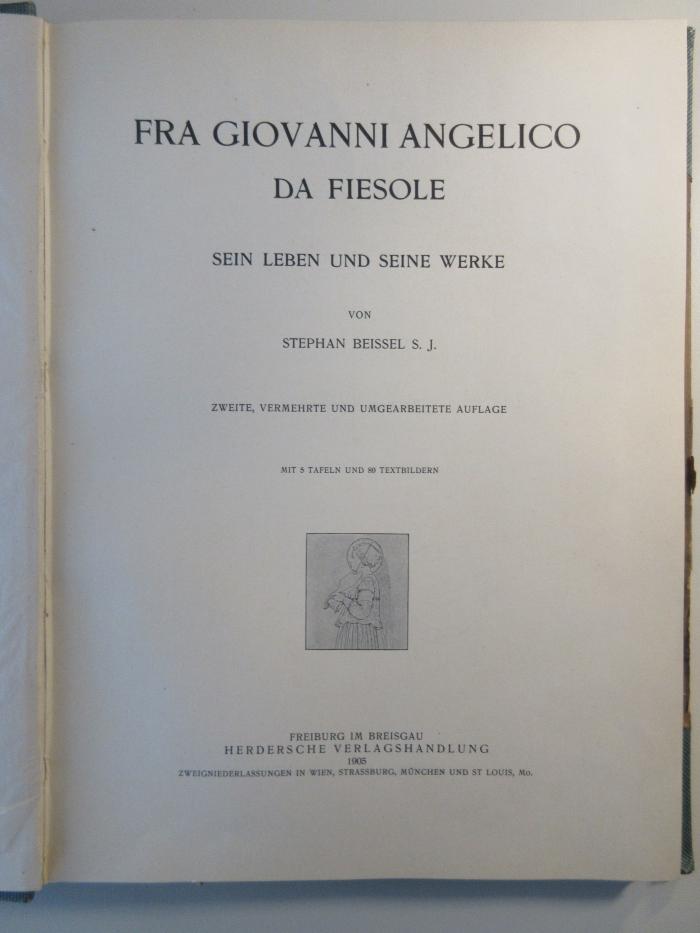 FRA GIOVANNI ANGELICO
DA FIESOLE
SEIN LEBEN UND SEINE WERKE
VON
STEPHAN BEISSEL S. J.
ZWEITE, VERMEHRTE UND UMGEARBEITETE AUFLAGE
MIT 5 TAFELN UND 80 TEXTBILDERN
FREIBURG IM BREISGAU
HERDERSCHE VERLAGSHANDLUNG
1905
ZWEIGNIEDERLASSUNGEN IN WIEN, STRASSBURG, MÜNCHEN UND ST LOUIS, Mo.